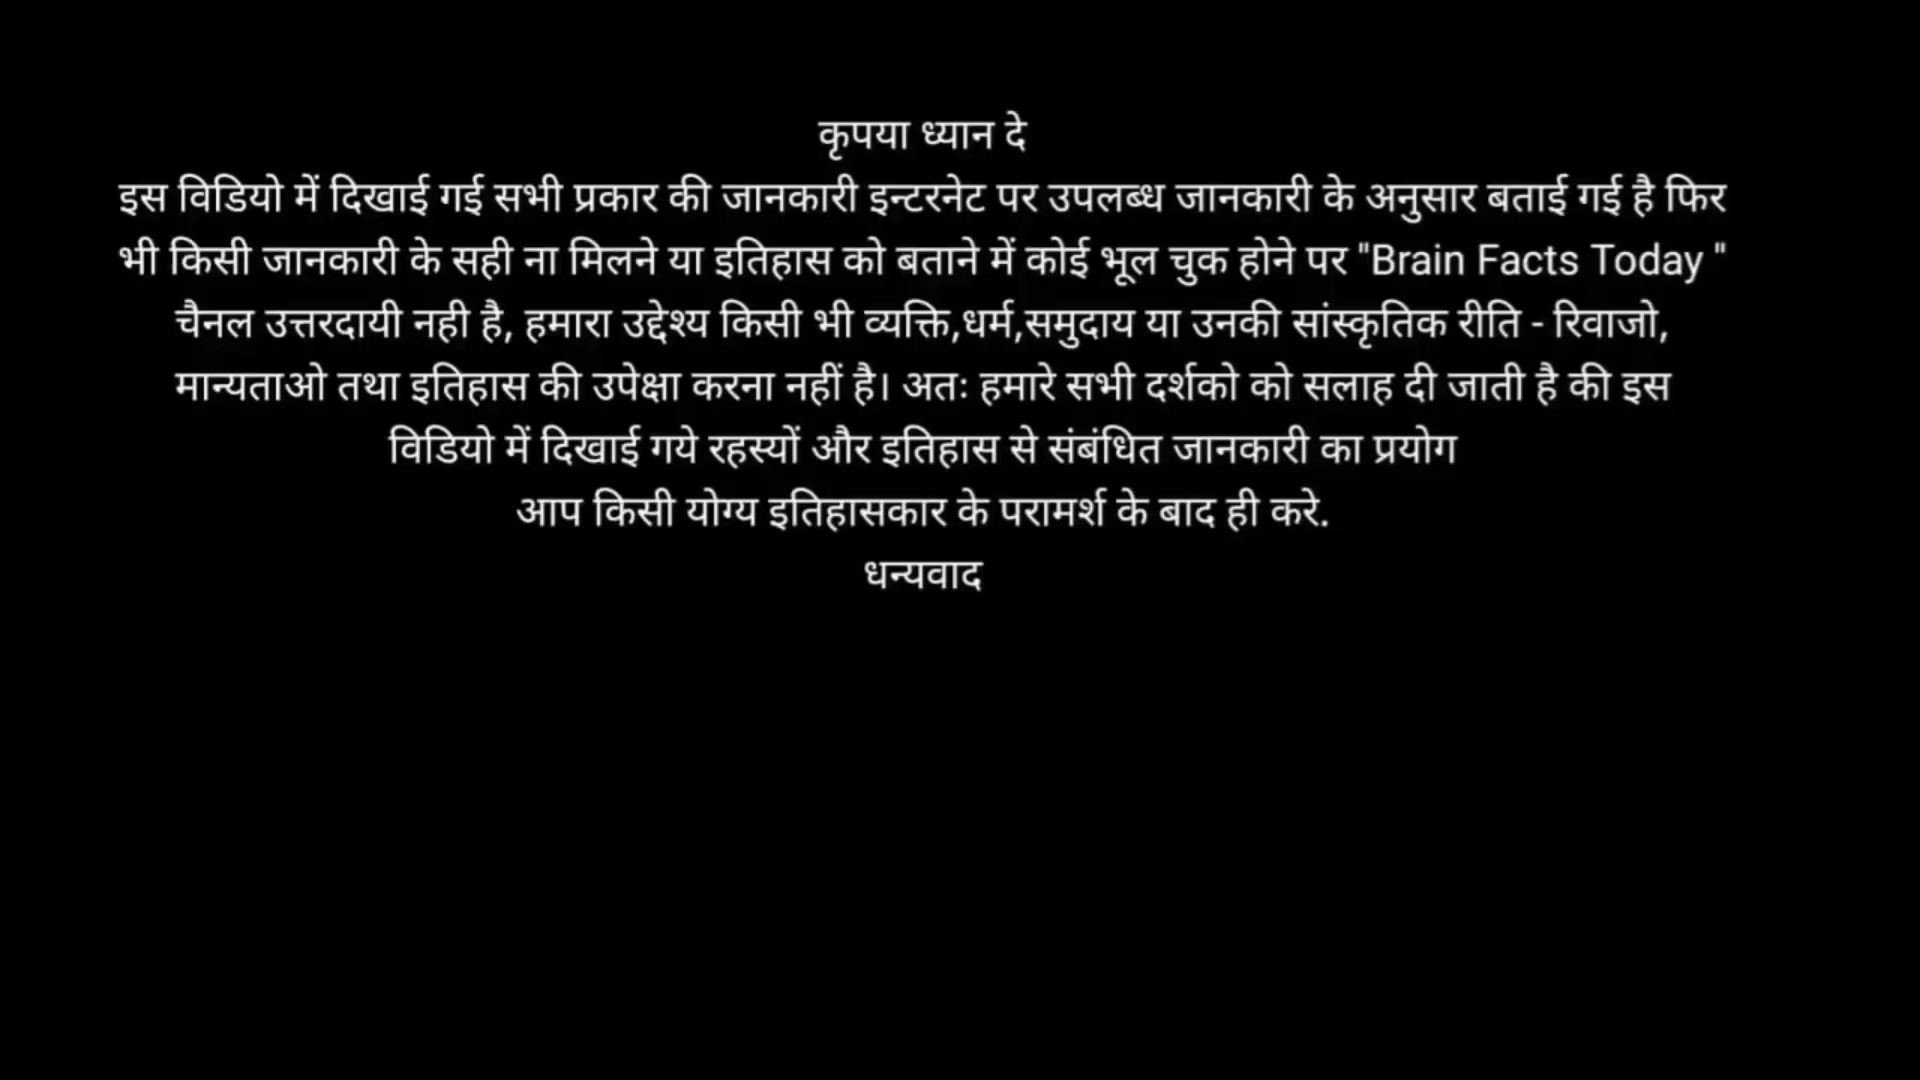 कृपया ध्यान दे
इस विडियो में दिखाई गई सभी प्रकार की जानकारी इन्टरनेट पर उपलब्ध जानकारी के अनुसार बताई गई है फिर
भी किसी जानकारी के सही ना मिलने या इतिहास को बताने में कोई भूल चुक होने पर "Brain Facts Today "
चैनल उत्तरदायी नही है, हमारा उद्देश्य किसी भी व्यक्ति,धर्म,समुदाय या उनकी सांस्कृतिक रीति - रिवाजो,
मान्यताओ तथा इतिहास की उपेक्षा करना नहीं है। अतः हमारे सभी दर्शको को सलाह दी जाती है की इस
विडियो में दिखाई गये रहस्यों और इतिहास से संबंधित जानकारी का प्रयोग
आप किसी योग्य इतिहासकार के परामर्श के बाद ही करे.
धन्यवाद